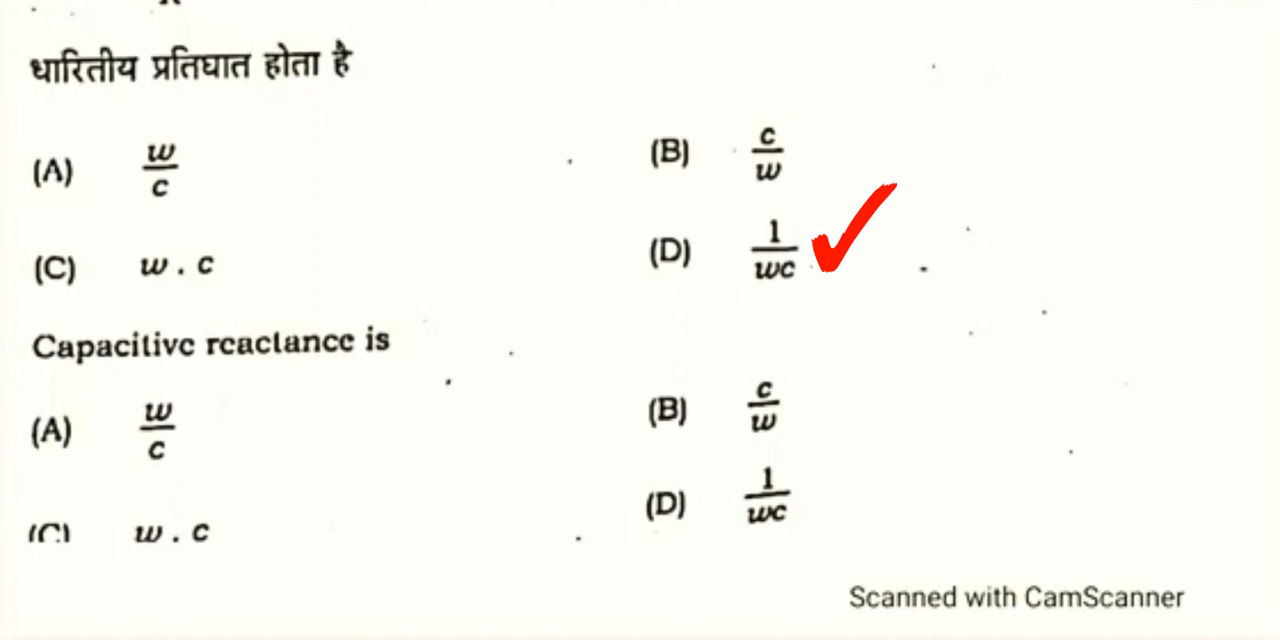 धारितीय प्रतिघात होता है
(A) w/c (B) c/w
(C) w . c (D) 1/wc
Capacitive reactance is
(A) w/c (B) c/w
(C) w . c (D) 1/wc
Scanned with CamScanner